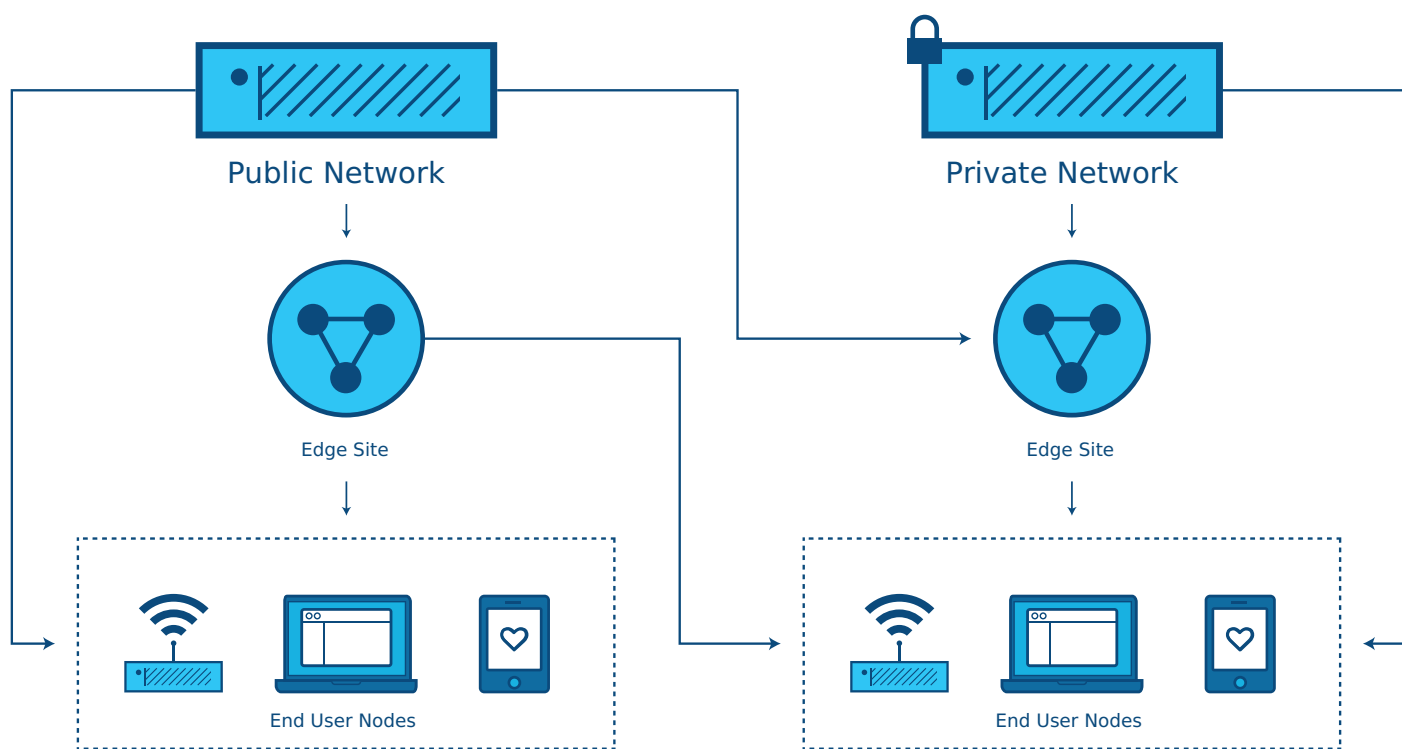 Public Network
Private Network
Edge Site
Edge Site
End User Nodes
End User Nodes